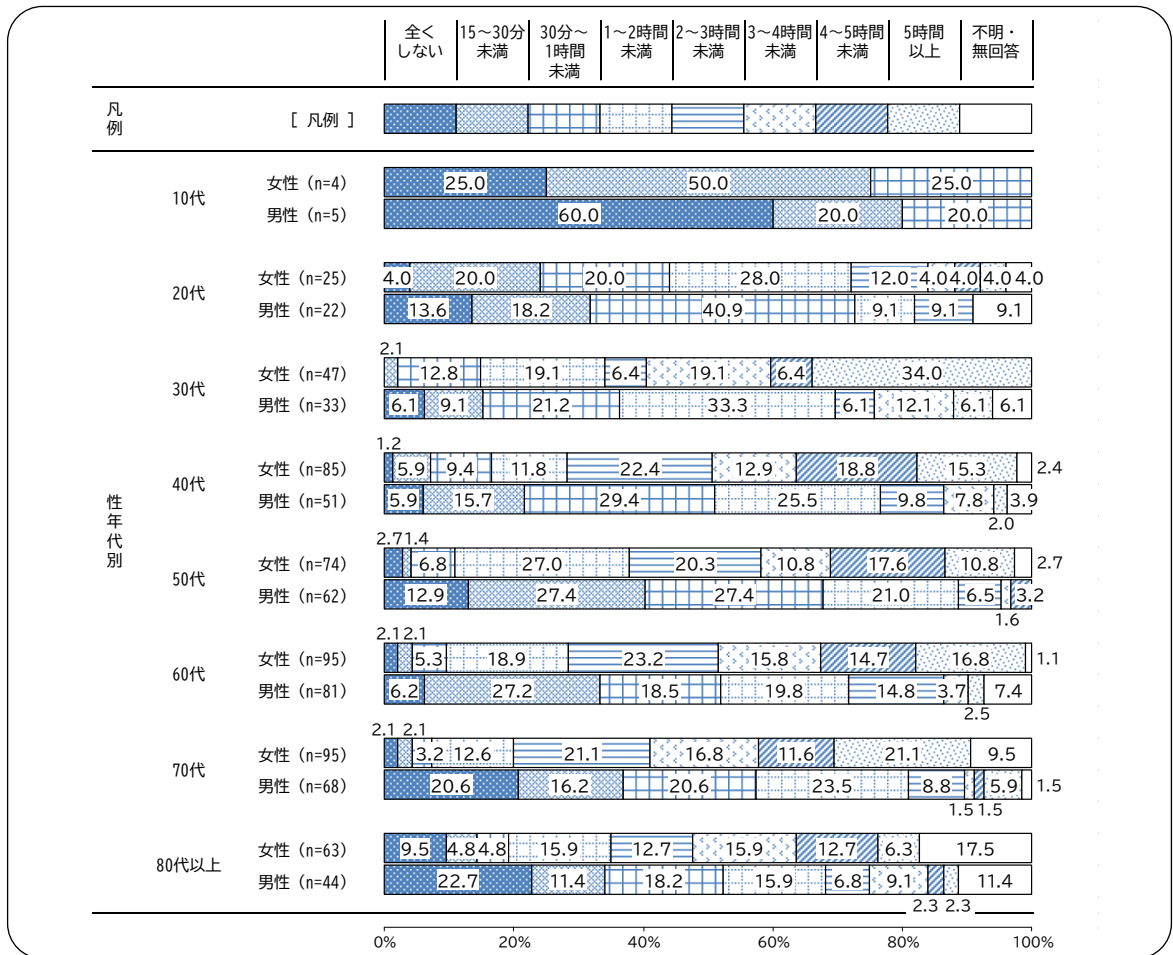 全く
しない
15～30分
未満
30分～
1時間
未満
1～2時間
未満
2～3時間
未満
3～4時間
未満
4～5時間
未満
5時間
以上
不明・
無回答
凡例
[ 凡例 ]
性年代別
10代
女性 (n=4)
25.0 50.0 25.0
男性 (n=5)
60.0 20.0 20.0
20代
女性 (n=25)
4.0 20.0 20.0 28.0 12.0 4.0 4.0 4.0 4.0
男性 (n=22)
13.6 18.2 40.9 9.1 9.1 9.1
30代
2.1
女性 (n=47)
12.8 19.1 6.4 19.1 6.4 34.0
男性 (n=33)
6.1 9.1 21.2 33.3 6.1 12.1 6.1 6.1
40代
1.2
女性 (n=85)
5.9 9.4 11.8 22.4 12.9 18.8 15.3 2.4
男性 (n=51)
5.9 15.7 29.4 25.5 9.8 7.8 3.9
2.0
50代
2.7 1.4
女性 (n=74)
6.8 27.0 20.3 10.8 17.6 10.8 2.7
男性 (n=62)
12.9 27.4 27.4 21.0 6.5 3.2
1.6
60代
2.1 2.1
女性 (n=95)
5.3 18.9 23.2 15.8 14.7 16.8 1.1
男性 (n=81)
6.2 27.2 18.5 19.8 14.8 3.7 7.4
2.5
70代
2.1 2.1
女性 (n=95)
3.2 12.6 21.1 16.8 11.6 21.1 9.5
男性 (n=68)
20.6 16.2 20.6 23.5 8.8 5.9 1.5
1.5 1.5
80代以上
女性 (n=63)
9.5 4.8 4.8 15.9 12.7 15.9 12.7 6.3 17.5
男性 (n=44)
22.7 11.4 18.2 15.9 6.8 9.1 11.4
2.3 2.3
0% 20% 40% 60% 80% 100%